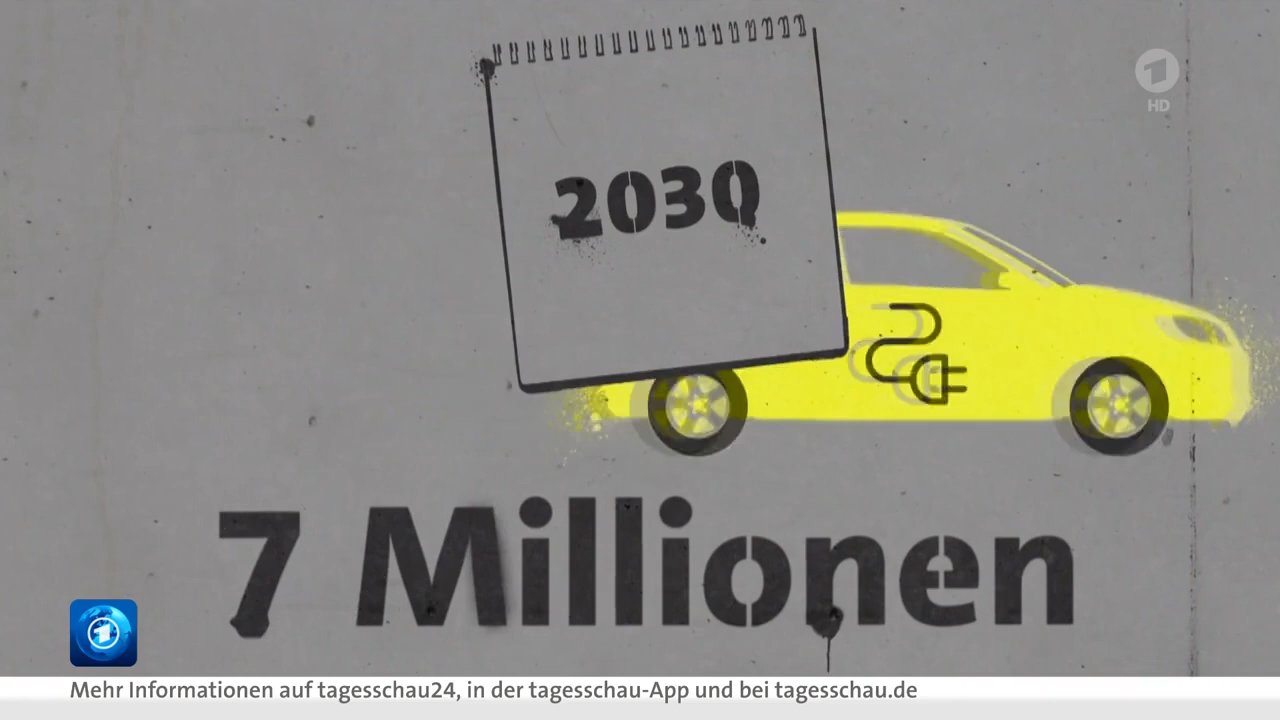 HD
2030
7 Millionen
Mehr Informationen auf tagesschau24, in der tagesschau-App und bei tagesschau.de